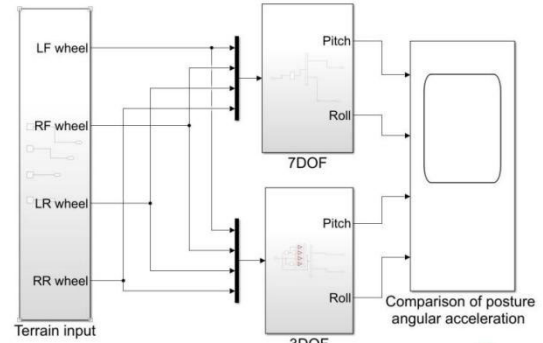 LF wheel
RF wheel
LR wheel
RR wheel
Terrain input
Pitch
Roll
7DOF
Pitch
Roll
3DOF
Comparison of posture
angular acceleration